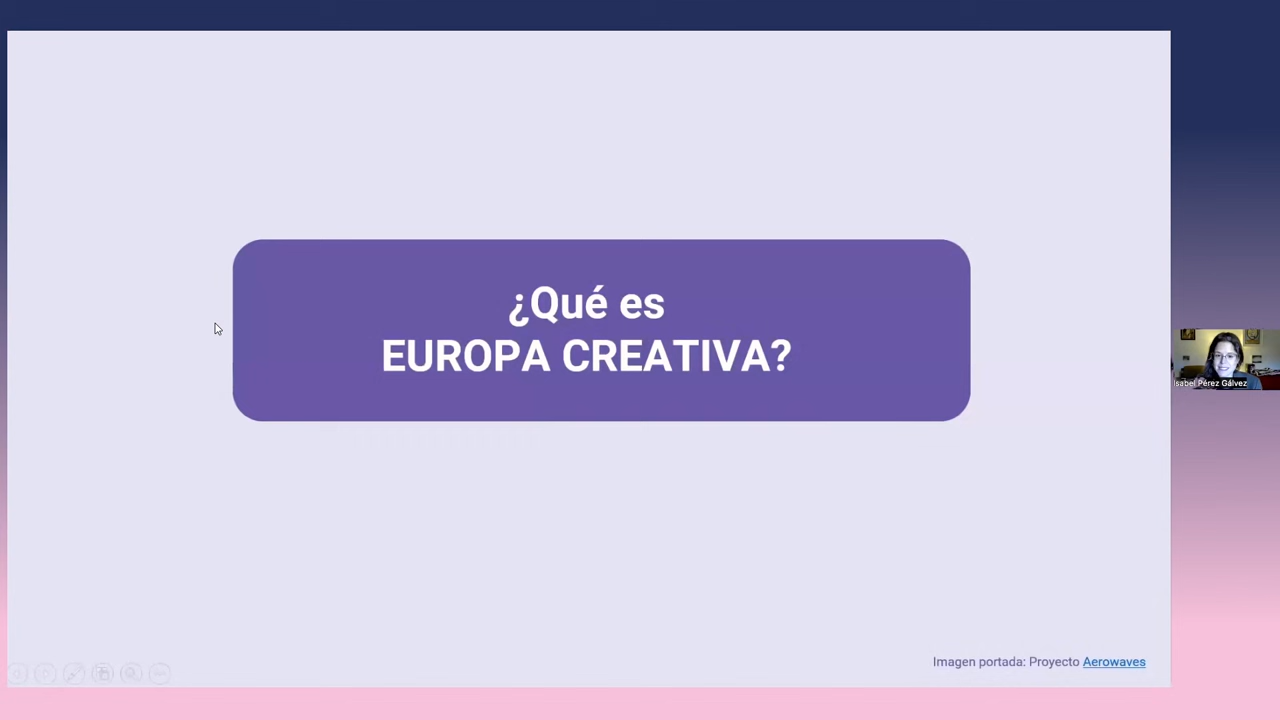 ¿Qué es
EUROPA CREATIVA?
Isabel Pérez Gálvez
Imagen portada: Proyecto Aerowaves